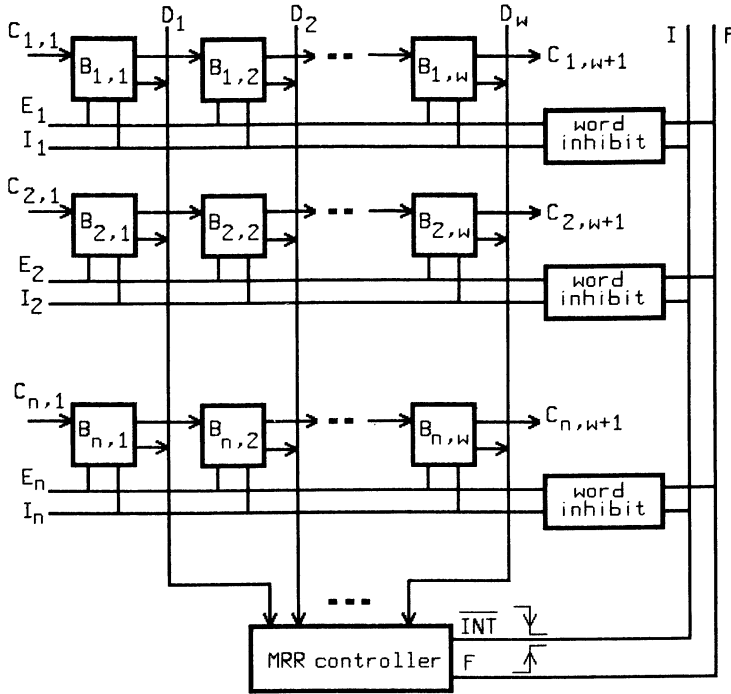 D1 D2 Dw
C1,1 B1,1 B1,2 B1,w C1,w+1 I F
E1 word inhibit
I1
C2,1 B2,1 B2,2 B2,w C2,w+1
E2 word inhibit
I2
Cn,1 Bn,1 Bn,2 Bn,w Cn,w+1
En word inhibit
In
INT
MRR controller F